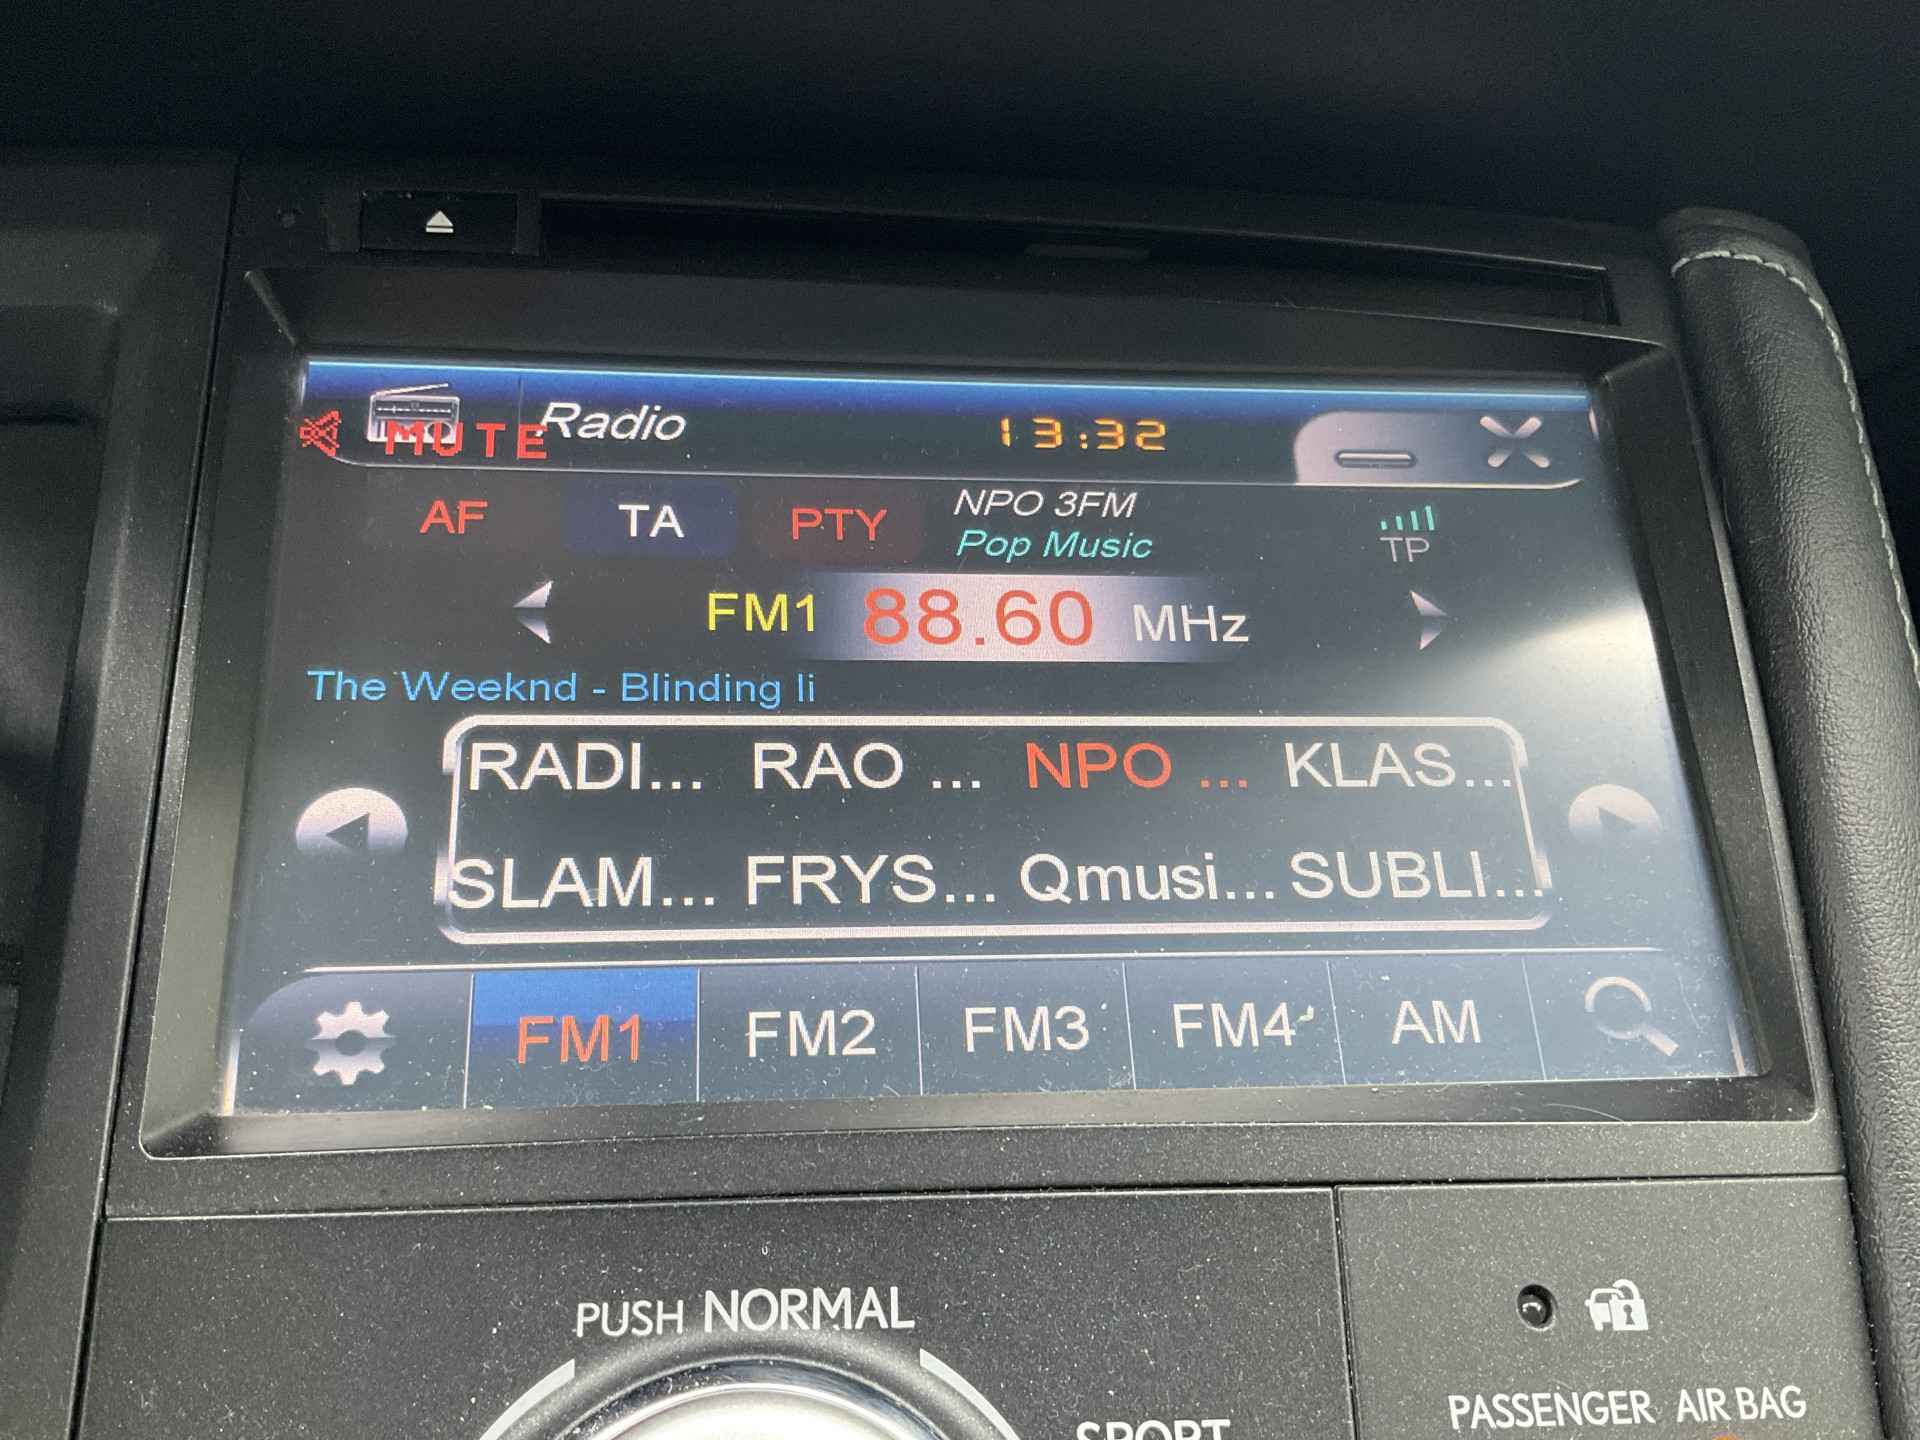 MUTE Radio 13:32
AF TA PTY NPO 3FM
Pop Music TP
FM1 88.60 MHz
The Weeknd - Blinding li
RADI... RAO ... NPO ... KLAS...
SLAM... FRYS... Qmusi... SUBLI...
FM1 FM2 FM3 FM4 AM
PUSH NORMAL
SPORT
PASSENGER AIR BAG